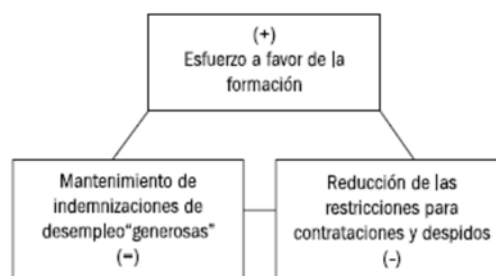 (+)
Esfuerzo a favor de la
formación
Mantenimiento de
indemnizaciones de
desempleo“generosas”
(=)
Reducción de las
restricciones para
contrataciones y despidos
(-)